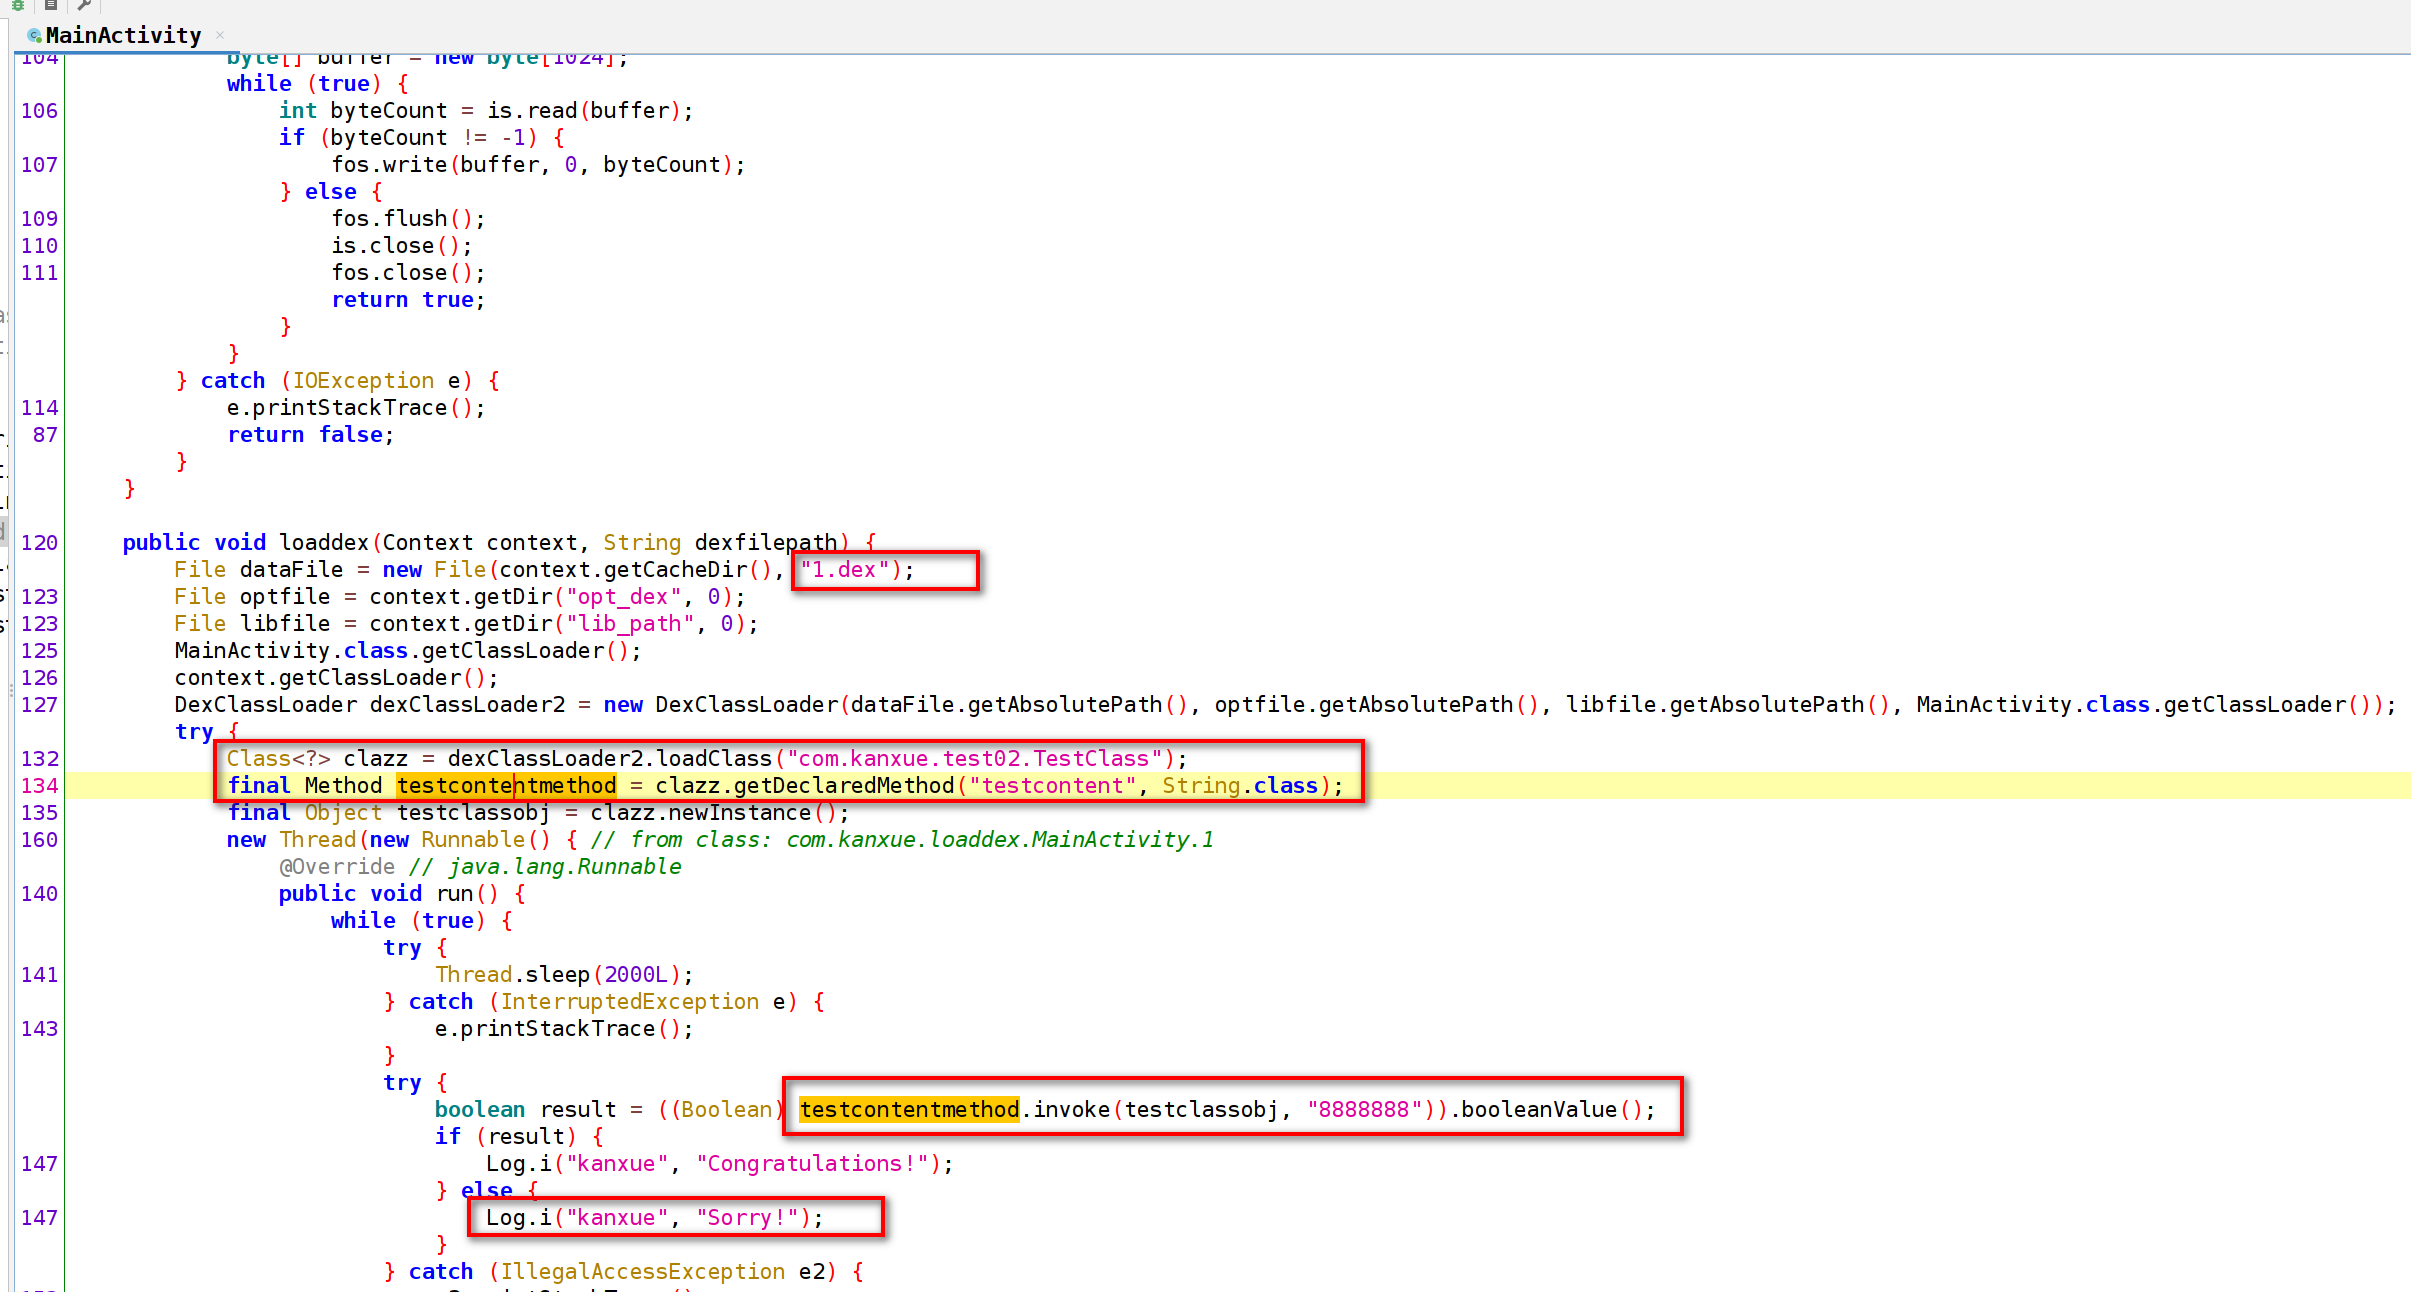 MainActivity ×
104 byte[] buffer = new byte[1024];
while (true) {
106 int byteCount = is.read(buffer);
if (byteCount != -1) {
107 fos.write(buffer, 0, byteCount);
} else {
109 fos.flush();
110 is.close();
111 fos.close();
return true;
}
}
} catch (IOException e) {
114 e.printStackTrace();
87 return false;
}
}
120 public void loaddex(Context context, String dexfilepath) {
File dataFile = new File(context.getCacheDir(), "1.dex");
123 File optfile = context.getDir("opt_dex", 0);
123 File libfile = context.getDir("lib_path", 0);
125 MainActivity.class.getClassLoader();
126 context.getClassLoader();
127 DexClassLoader dexClassLoader2 = new DexClassLoader(dataFile.getAbsolutePath(), optfile.getAbsolutePath(), libfile.getAbsolutePath(), MainActivity.class.getClassLoader());
try {
132 Class<?> clazz = dexClassLoader2.loadClass("com.kanxue.test02.TestClass");
134 final Method testcontentmethod = clazz.getDeclaredMethod("testcontent", String.class);
135 final Object testclassobj = clazz.newInstance();
160 new Thread(new Runnable() { // from class: com.kanxue.loaddex.MainActivity.1
@Override // java.lang.Runnable
140 public void run() {
while (true) {
try {
141 Thread.sleep(2000L);
} catch (InterruptedException e) {
143 e.printStackTrace();
}
try {
boolean result = ((Boolean) testcontentmethod.invoke(testclassobj, "8888888")).booleanValue();
if (result) {
147 Log.i("kanxue", "Congratulations!");
} else {
147 Log.i("kanxue", "Sorry!");
}
} catch (IllegalAccessException e2) {